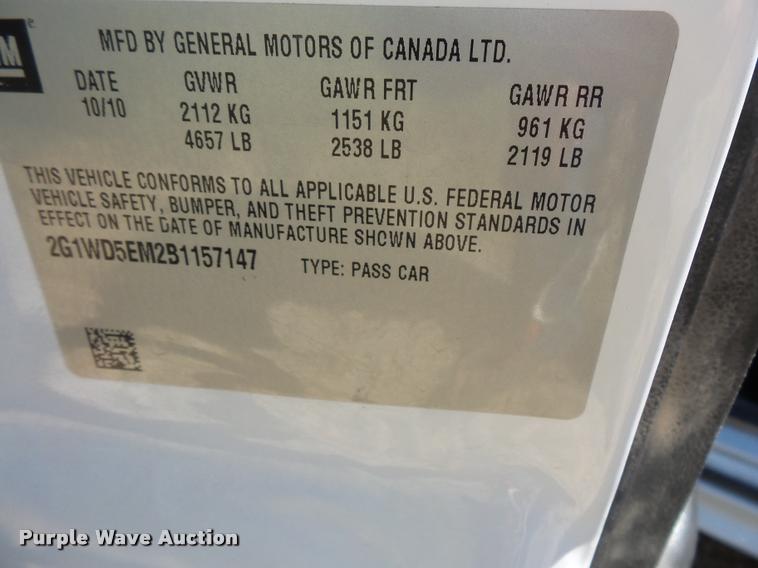 MFD BY GENERAL MOTORS OF CANADA LTD.
DATE GVWR GAWR FRT GAWR RR
10/10 2112 KG 1151 KG 961 KG
4657 LB 2538 LB 2119 LB
THIS VEHICLE CONFORMS TO ALL APPLICABLE U.S. FEDERAL MOTOR
VEHICLE SAFETY, BUMPER, AND THEFT PREVENTION STANDARDS IN
EFFECT ON THE DATE OF MANUFACTURE SHOWN ABOVE.
2G1WD5EM2B1157147 TYPE: PASS CAR
Purple Wave Auction